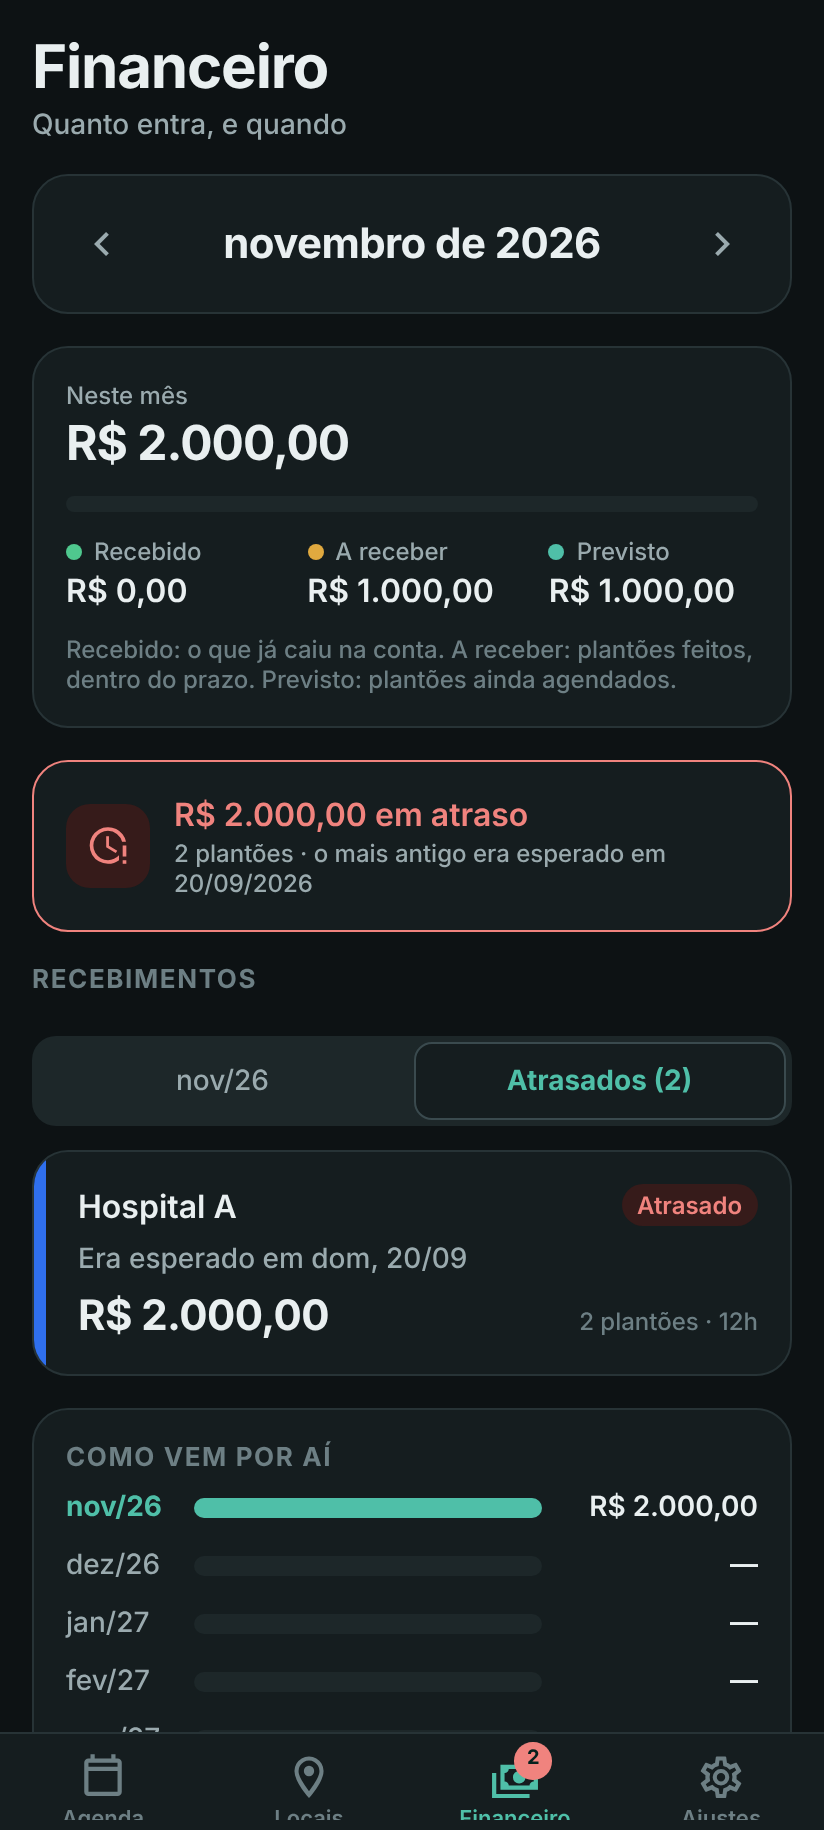 Financeiro
Quanto entra, e quando
novembro de 2026
Neste mês
R$ 2.000,00
Recebido
A receber
Previsto
R$ 0,00
R$ 1.000,00
R$ 1.000,00
Recebido: o que já caiu na conta. A receber: plantões feitos,
dentro do prazo. Previsto: plantões ainda agendados.
R$ 2.000,00 em atraso
2 plantões · o mais antigo era esperado em
20/09/2026
RECEBIMENTOS
nov/26
Atrasados (2)
Hospital A
Atrasado
Era esperado em dom, 20/09
R$ 2.000,00
2 plantões · 12h
COMO VEM POR AÍ
nov/26
R$ 2.000,00
dez/26
—
jan/27
—
fev/27
—
2
Agenda
Locais
Financeiro
Ajustes